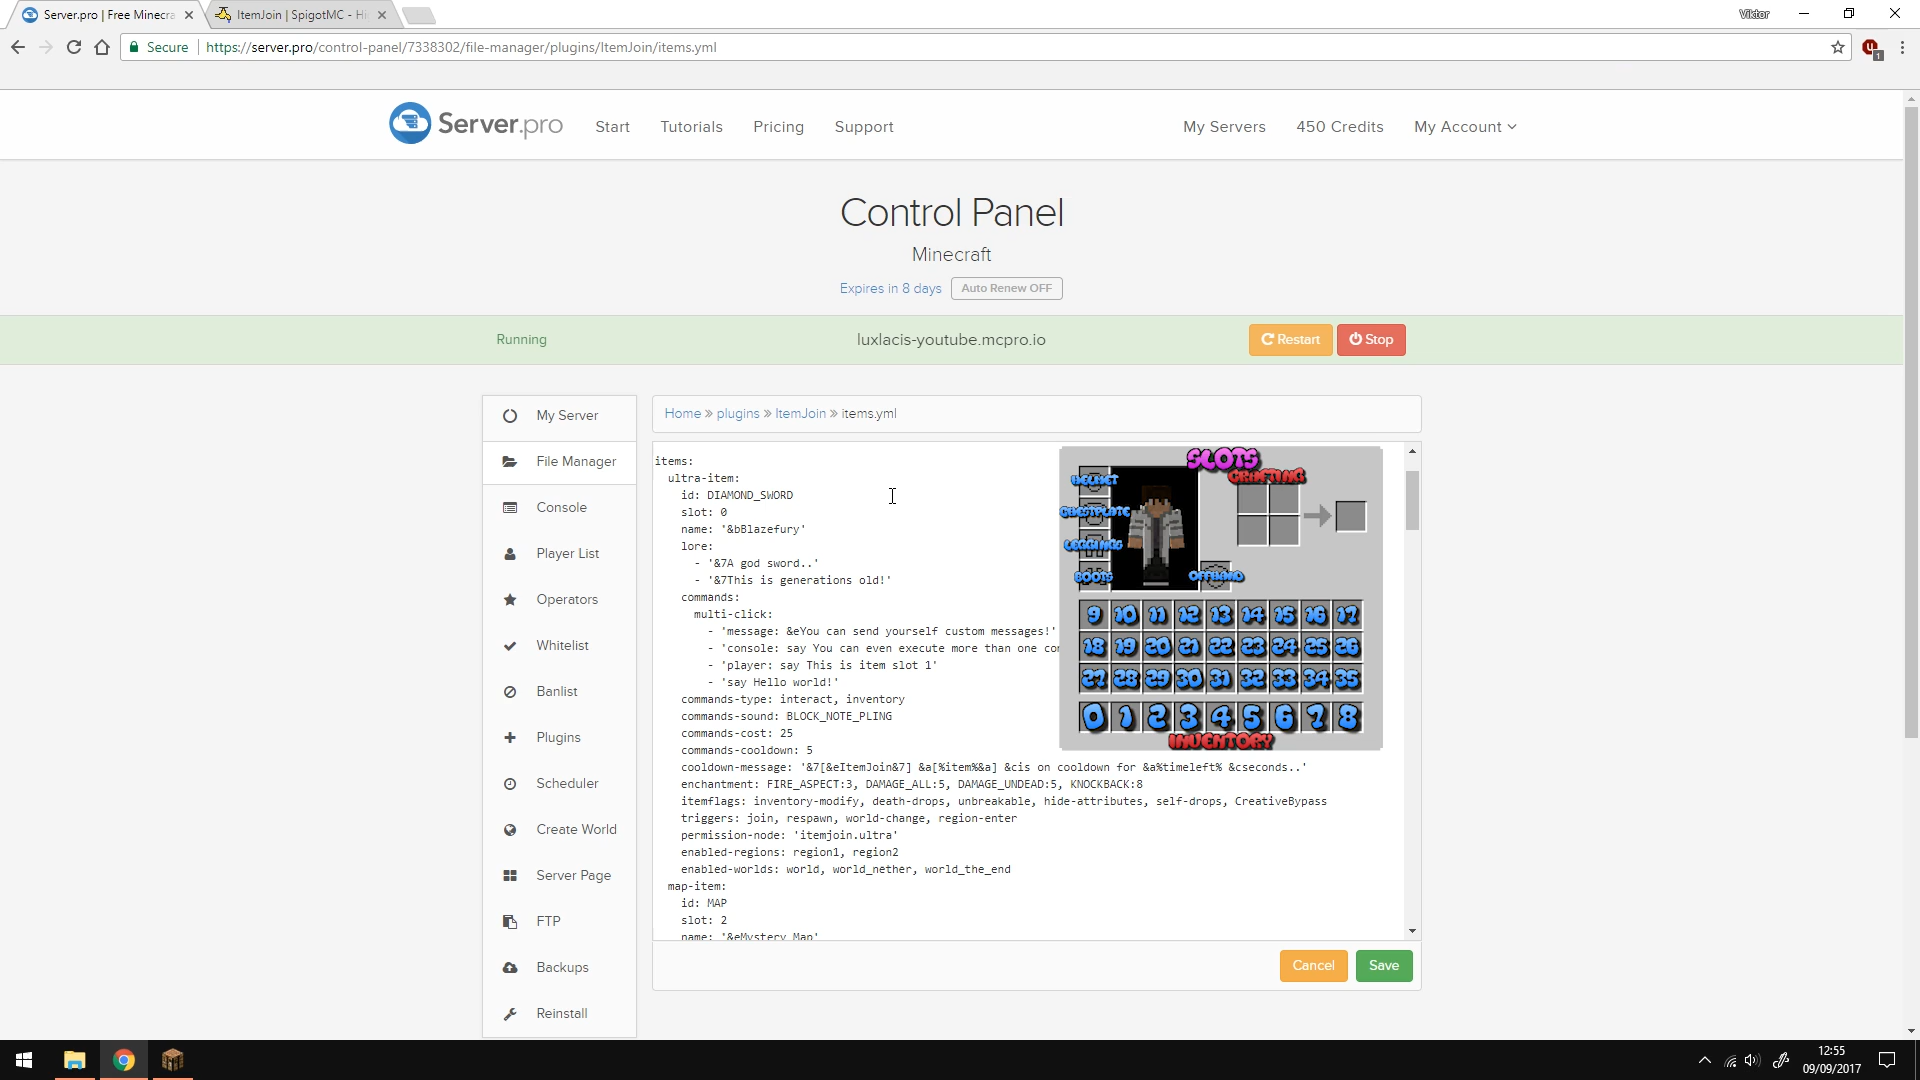 Server.pro | Free Minecra
ItemJoin | SpigotMC - Hi
Viktor
Secure
https://server.pro/control-panel/7338302/file-manager/plugins/ItemJoin/items.yml
1
Server.pro
Start
Tutorials
Pricing
Support
My Servers
450 Credits
My Account
Control Panel
Minecraft
Expires in 8 days
Auto Renew OFF
Running
luxlacis-youtube.mcpro.io
Restart
Stop
My Server
File Manager
Console
Player List
Operators
Whitelist
Banlist
Plugins
Scheduler
Create World
Server Page
FTP
Backups
Reinstall
Home » plugins » ItemJoin » items.yml
items:
ultra-item:
id: DIAMOND_SWORD
slot: 0
name: '&bBlazefury'
lore:
- '&7A god sword..'
- '&7This is generations old!'
commands:
multi-click:
- 'message: &eYou can send yourself custom messages!'
- 'console: say You can even execute more than one co
- 'player: say This is item slot 1'
- 'say Hello world!'
commands-type: interact, inventory
commands-sound: BLOCK_NOTE_PLING
commands-cost: 25
commands-cooldown: 5
cooldown-message: '&7[&eItemJoin&7] &a[%item%&a] &cis on cooldown for &a%timeleft% &cseconds..'
enchantment: FIRE_ASPECT:3, DAMAGE_ALL:5, DAMAGE_UNDEAD:5, KNOCKBACK:8
itemflags: inventory-modify, death-drops, unbreakable, hide-attributes, self-drops, CreativeBypass
triggers: join, respawn, world-change, region-enter
permission-node: 'itemjoin.ultra'
enabled-regions: region1, region2
enabled-worlds: world, world_nether, world_the_end
map-item:
id: MAP
slot: 2
name: '&eMystery Map'
SLOTS
CRAFTING
HELMET
CHESTPLATE
LEGGINGS
BOOTS
OFFHAND
9 10 11 12 13 14 15 16 17
18 19 20 21 22 23 24 25 26
27 28 29 30 31 32 33 34 35
0 1 2 3 4 5 6 7 8
INVENTORY
Cancel
Save
12:55
09/09/2017